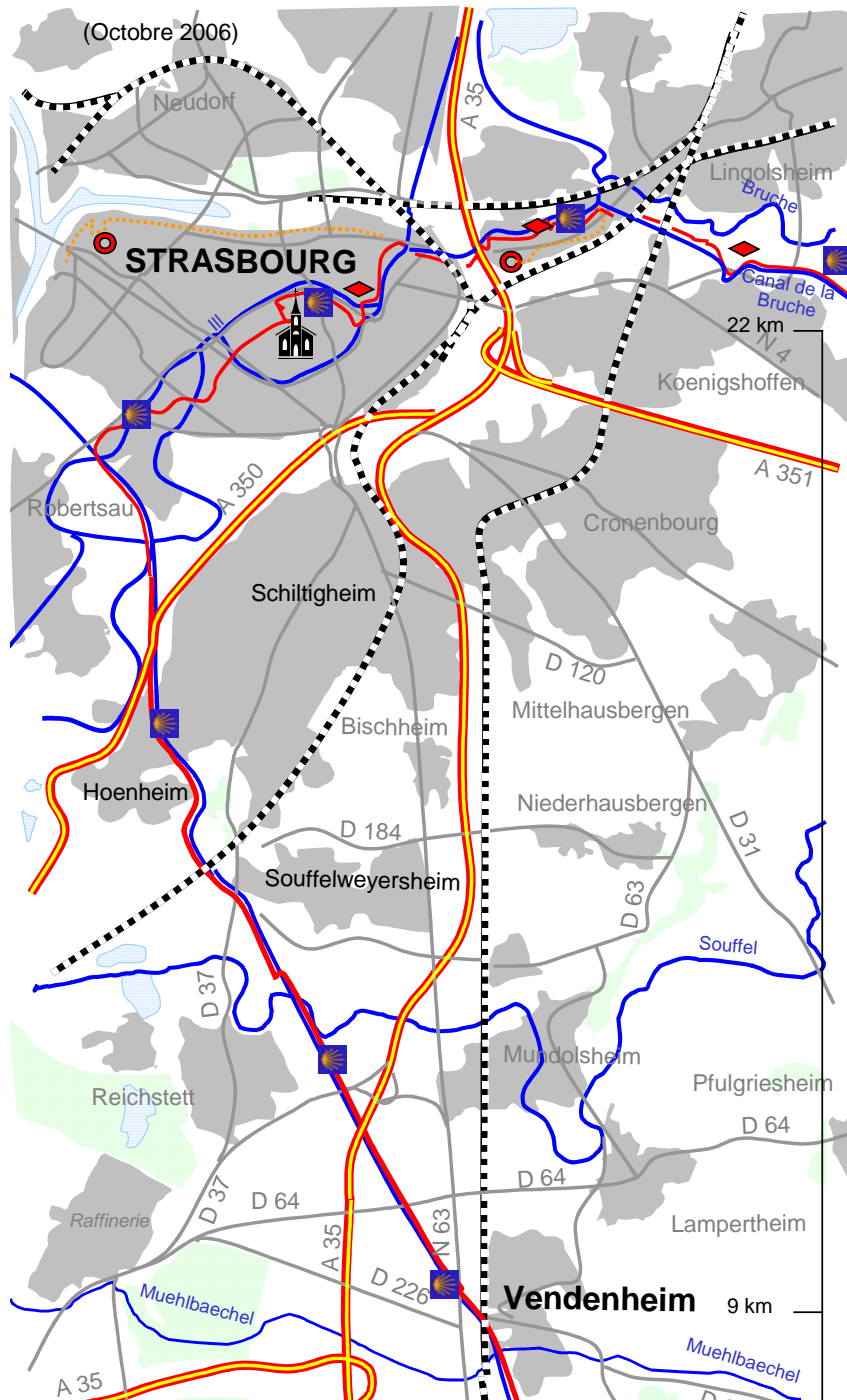 (Octobre 2006)
Neudorf
A 35
Lingolsheim
Bruche
STRASBOURG
Canal de la
Bruche
Ill
22 km
N 4
Koenigshoffen
A 350
A 351
Robertsau
Cronenbourg
Schiltigheim
D 120
Mittelhausbergen
Bischheim
Hoenheim
Niederhausbergen
D 184
D 31
Souffelweyersheim
D 63
Souffel
D 37
Mundolsheim
Reichstett
Pfulgriesheim
D 64
D 64
D 64
D 37
Raffinerie
Lampertheim
A 35
N 63
D 226
Muehlbaechel
Vendenheim
9 km
Muehlbaechel
A 35